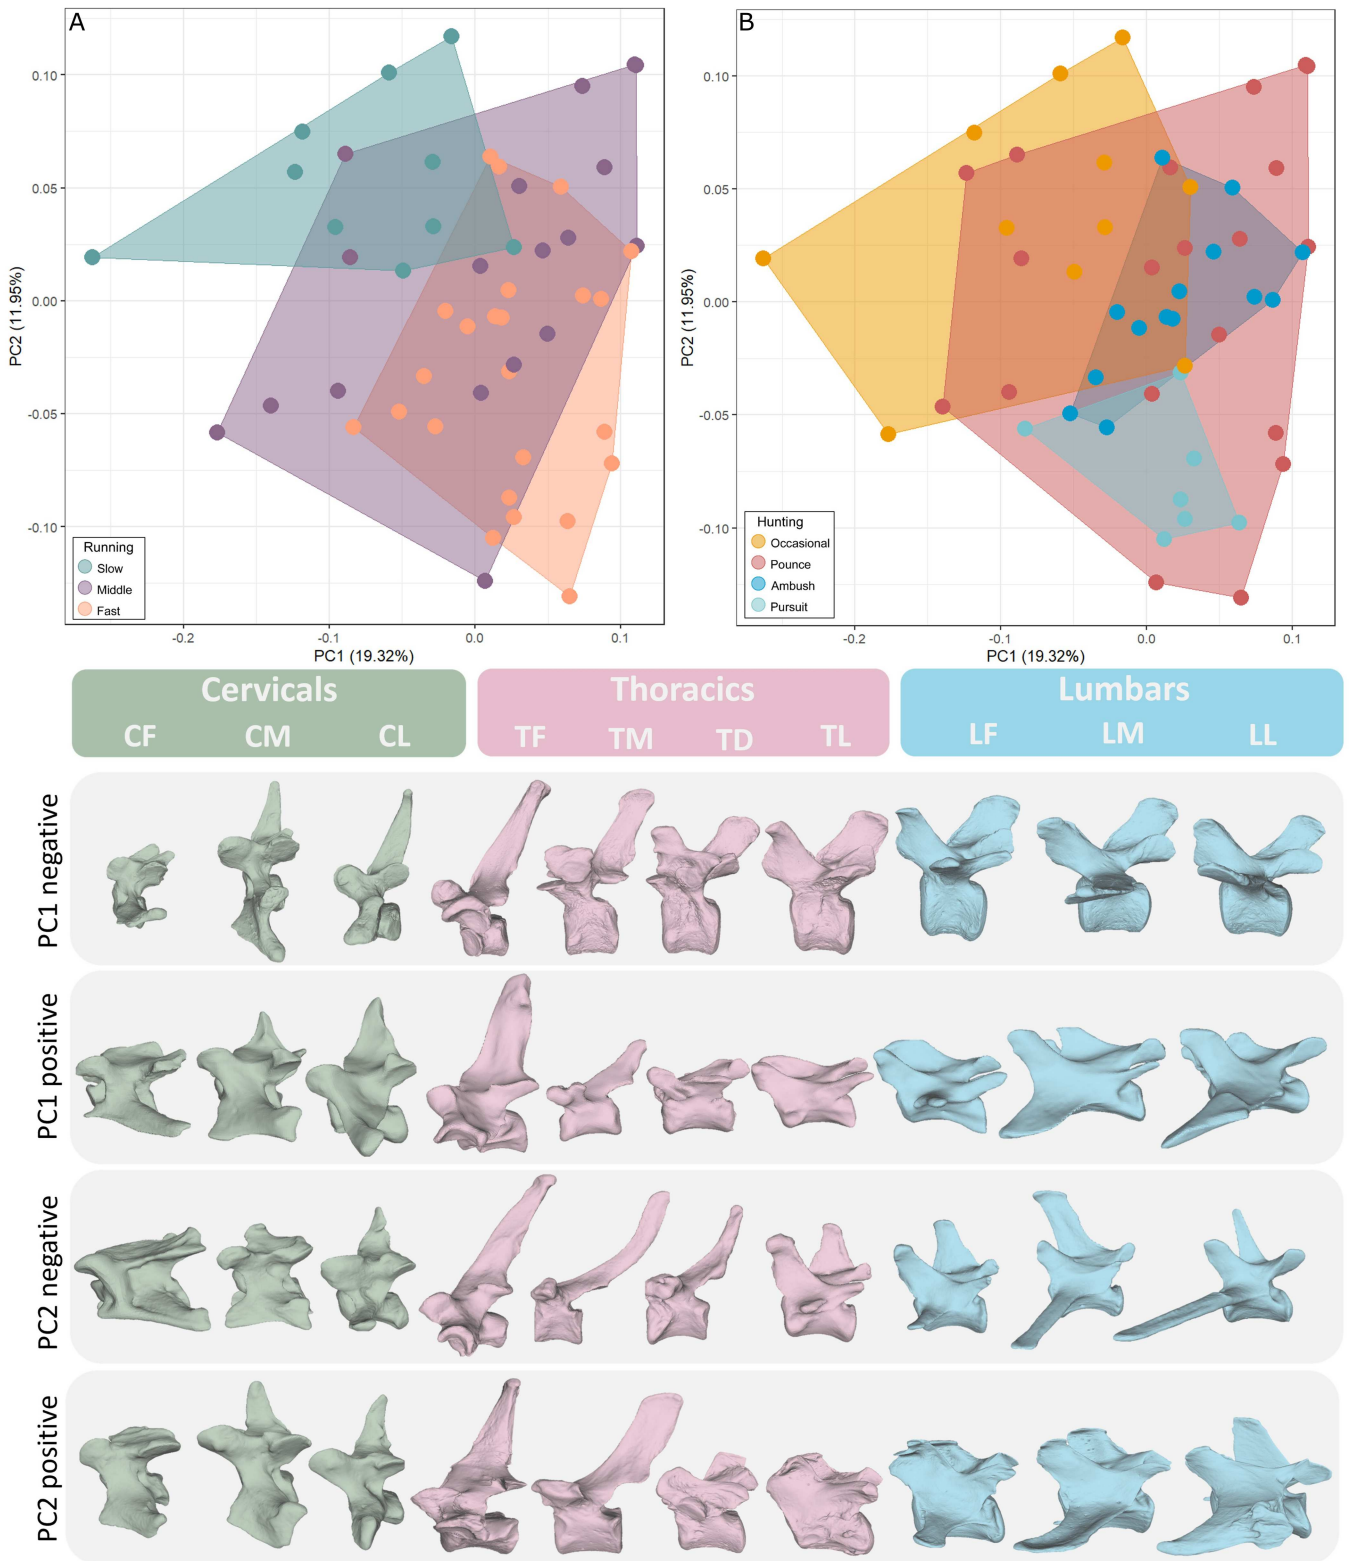 A
0.10
0.05
0.00
-0.05
-0.10
PC2 (11.95%)
-0.2
-0.1
0.0
0.1
PC1 (19.32%)
Running
Slow
Middle
Fast
B
0.10
0.05
0.00
-0.05
-0.10
PC2 (11.95%)
-0.2
-0.1
0.0
0.1
PC1 (19.32%)
Hunting
Occasional
Pounce
Ambush
Pursuit
Cervicals
CF CM CL
Thoracics
TF TM TD TL
Lumbars
LF LM LL
PC1 negative
PC1 positive
PC2 negative
PC2 positive